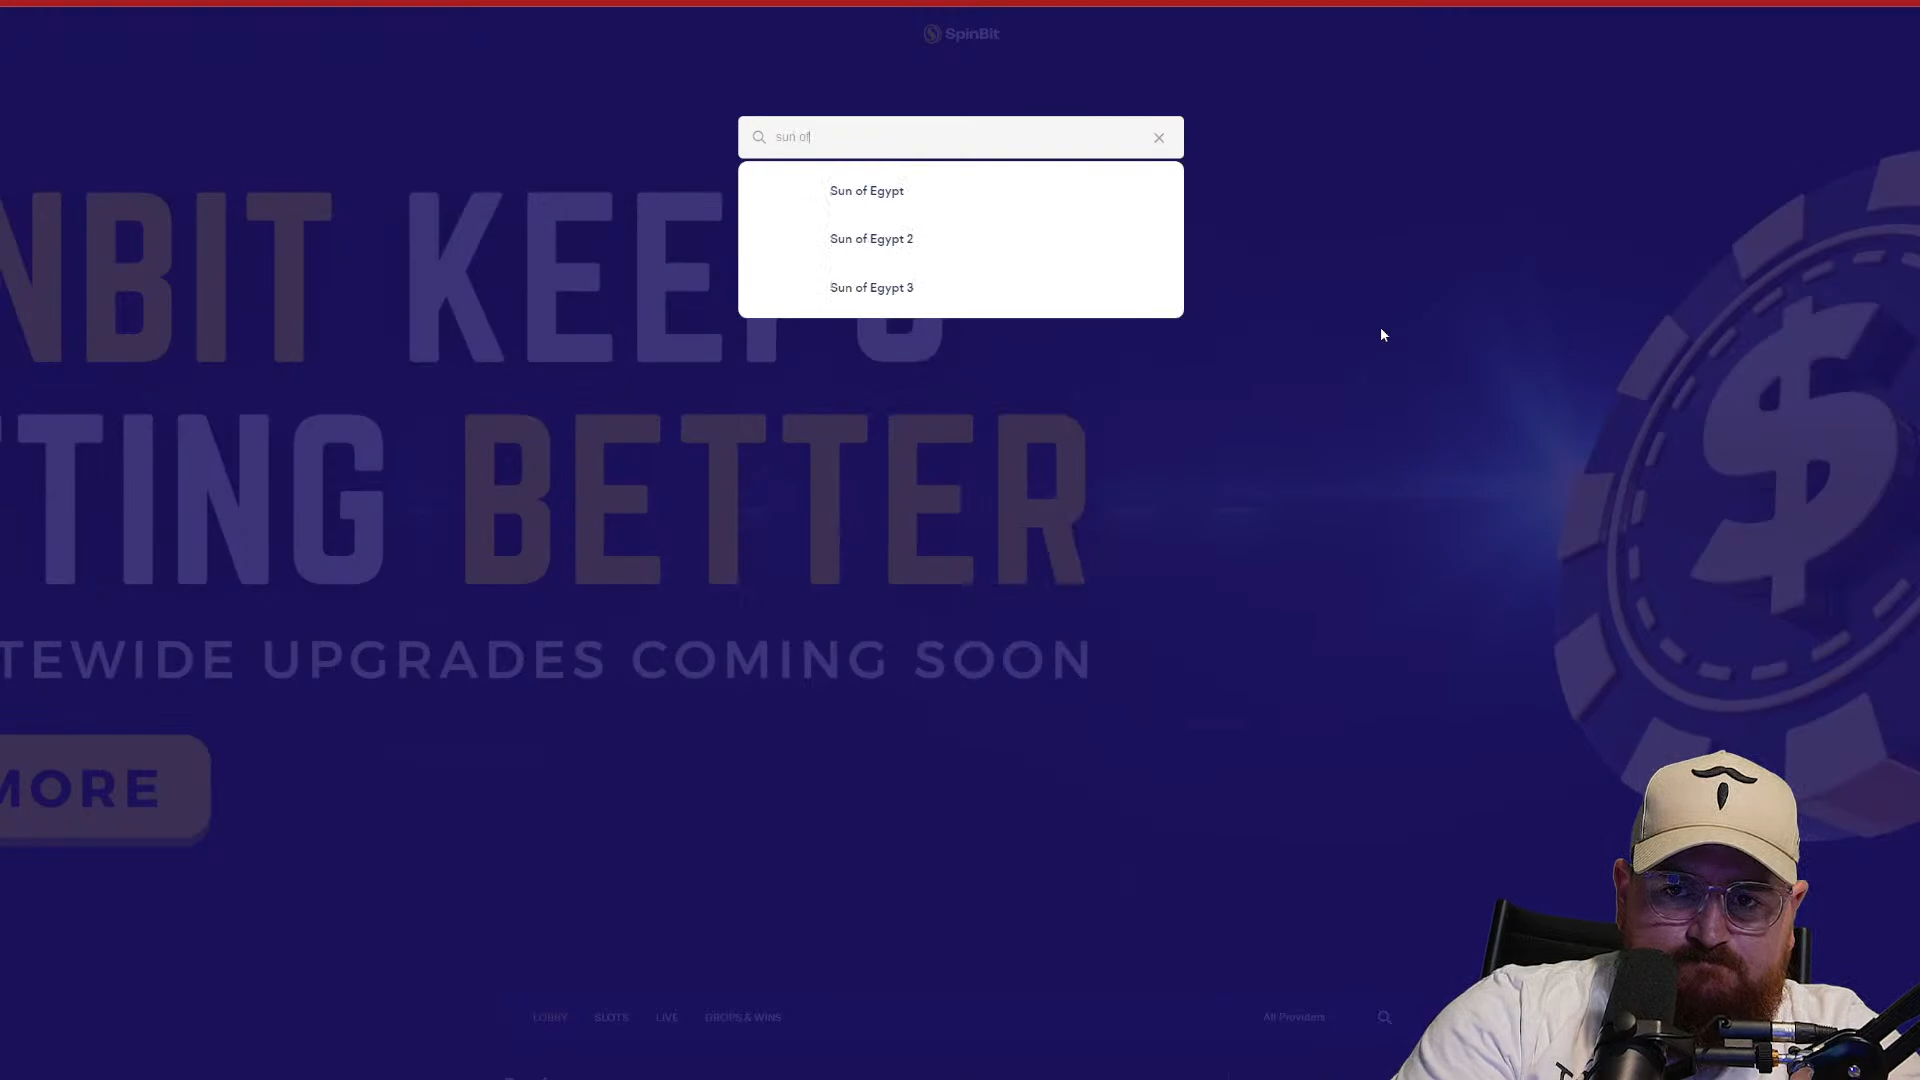 SpinBit
sun of
Sun of Egypt
Sun of Egypt 2
Sun of Egypt 3
NBIT KEEPS
TING BETTER
TEWIDE UPGRADES COMING SOON
MORE
LOBBY SLOTS LIVE DROPS & WINS All Providers